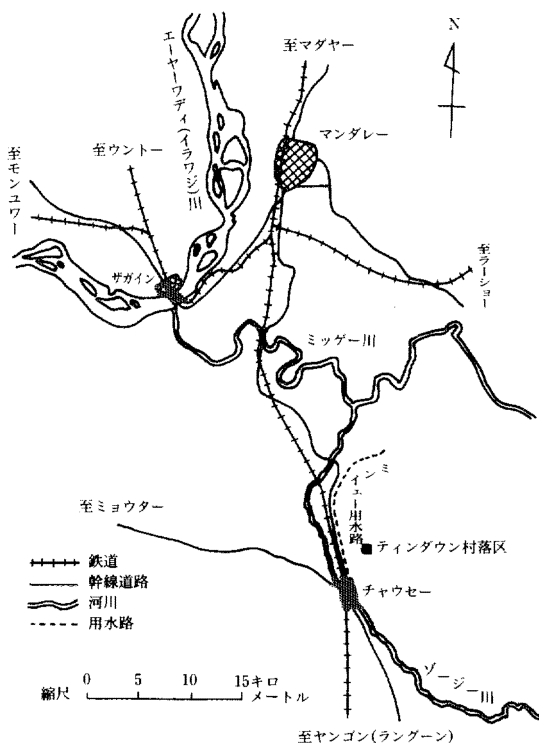 至マダヤー
N
エーヤーワディ(イラワジ)川
マンダレー
至ウントー
至モンユワー
ザガイン
至ラーショー
ミッゲー川
ミンイェー用水路
至ミョウター
ティンダウン村落区
チャウセー
鉄道
幹線道路
河川
用水路
ゾージー川
縮尺 0 5 10 15キロメートル
至ヤンゴン(ラングーン)